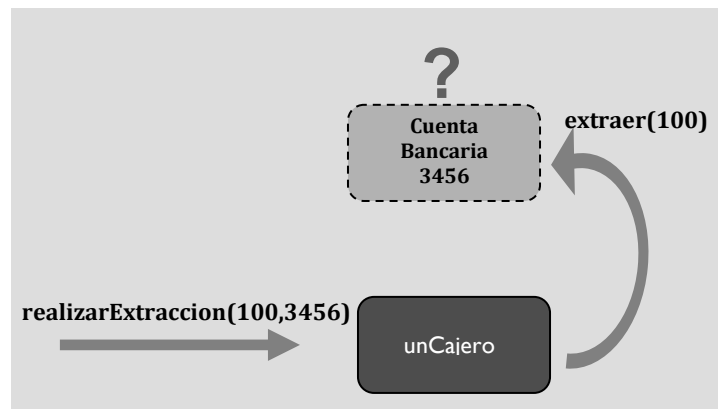 ?
Cuenta
Bancaria
3456
extraer(100)
realizarExtraccion(100,3456)
unCajero